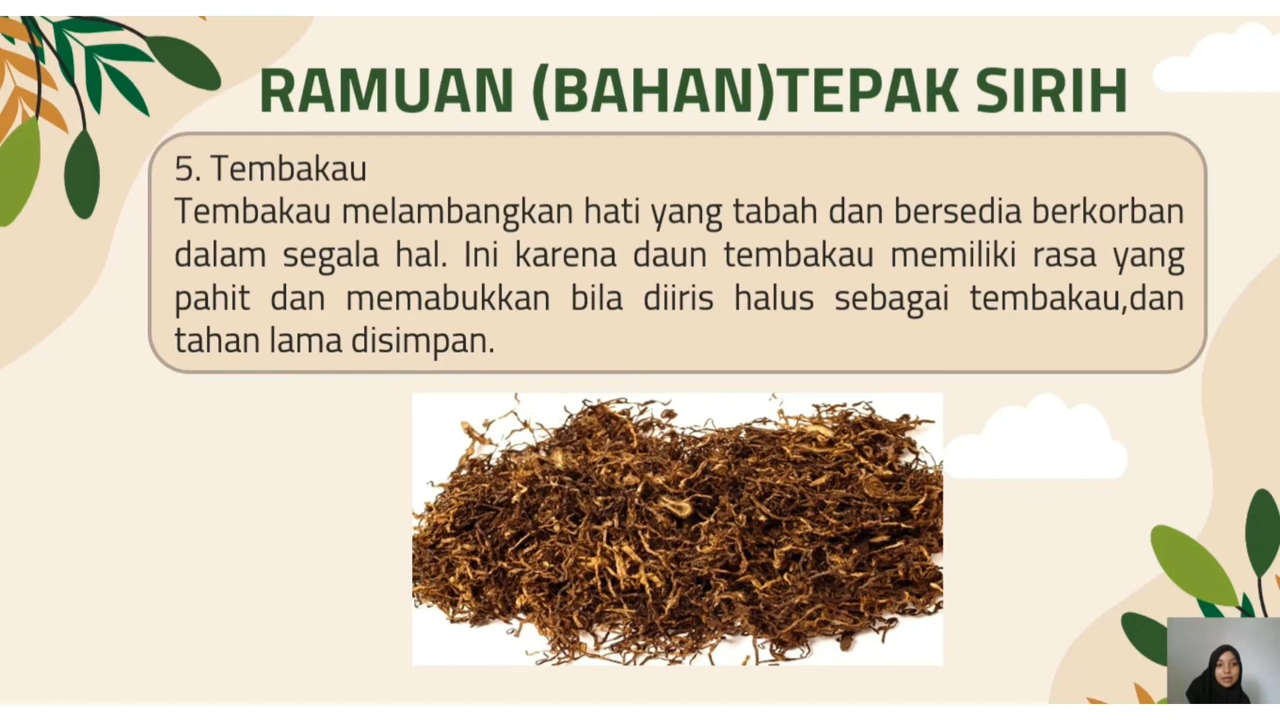 RAMUAN (BAHAN)TEPAK SIRIH
5. Tembakau
Tembakau melambangkan hati yang tabah dan bersedia berkorban
dalam segala hal. Ini karena daun tembakau memiliki rasa yang
pahit dan memabukkan bila diiris halus sebagai tembakau,dan
tahan lama disimpan.